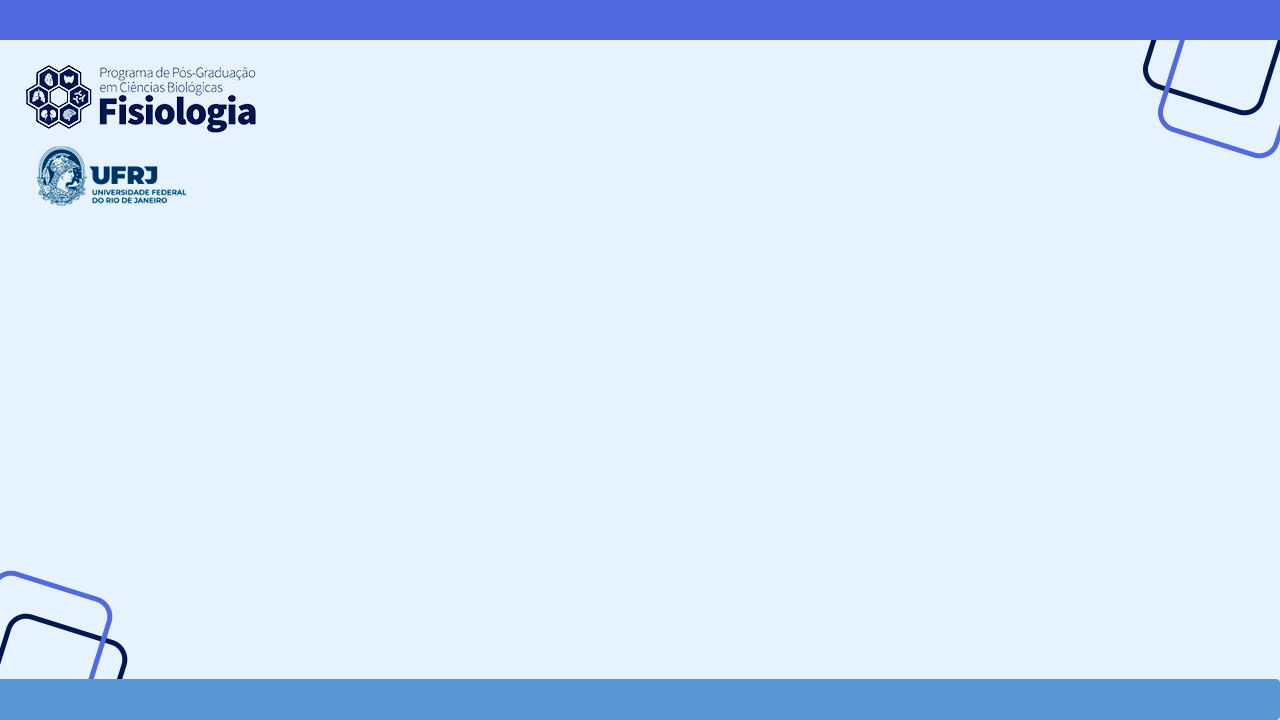 Programa de Pós-Graduação
em Ciências Biológicas
Fisiologia
UFRJ
UNIVERSIDADE FEDERAL
DO RIO DE JANEIRO